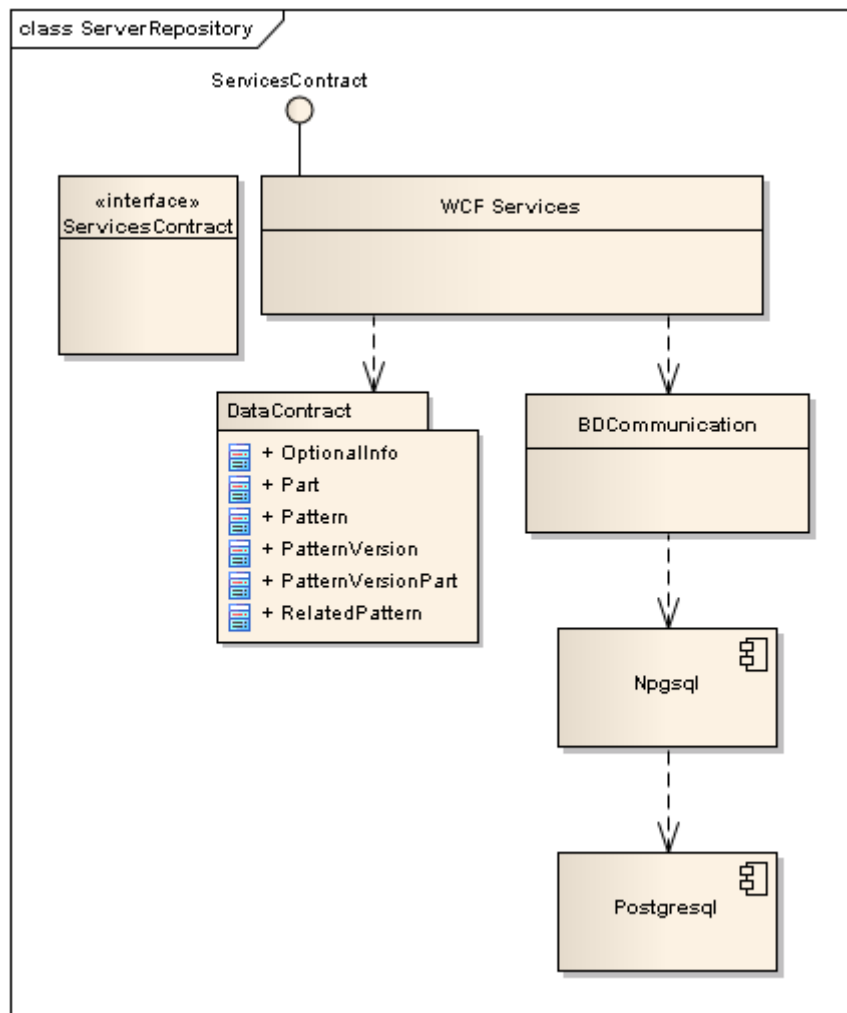 class ServerRepository
ServicesContract
«interface»
ServicesContract
WCF Services
DataContract
+ OptionalInfo
+ Part
+ Pattern
+ PatternVersion
+ PatternVersionPart
+ RelatedPattern
BDCommunication
Npgsql
Postgresql